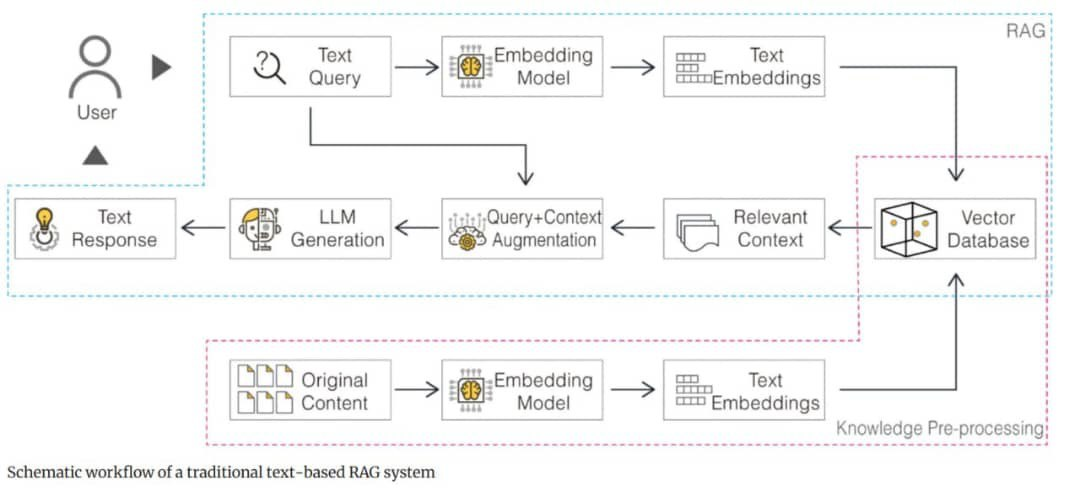 RAG
User
Text
Query
Embedding
Model
Text
Embeddings
Text
Response
LLM
Generation
Query+Context
Augmentation
Relevant
Context
Vector
Database
Original
Content
Embedding
Model
Text
Embeddings
Knowledge Pre-processing
Schematic workflow of a traditional text-based RAG system